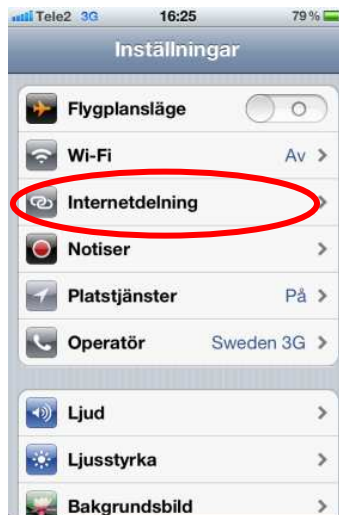 Tele2 3G 16:25 79 %
Inställningar
Flygplansläge
Wi-Fi Av
Internetdelning
Notiser
Platstjänster På
Operatör Sweden 3G
Ljud
Ljusstyrka
Bakgrundsbild